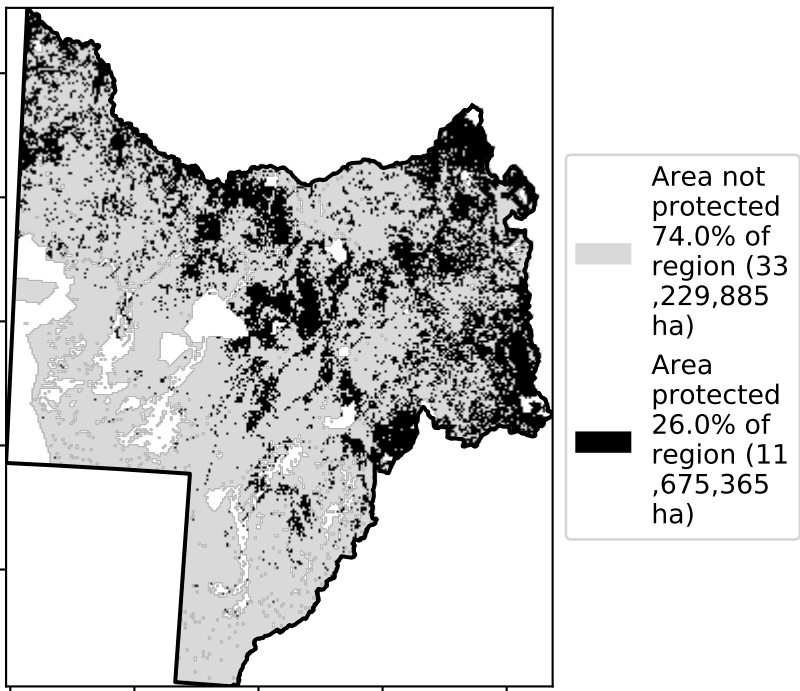 Area not
protected
74.0% of
region (33
,229,885
ha)
Area
protected
26.0% of
region (11
,675,365
ha)